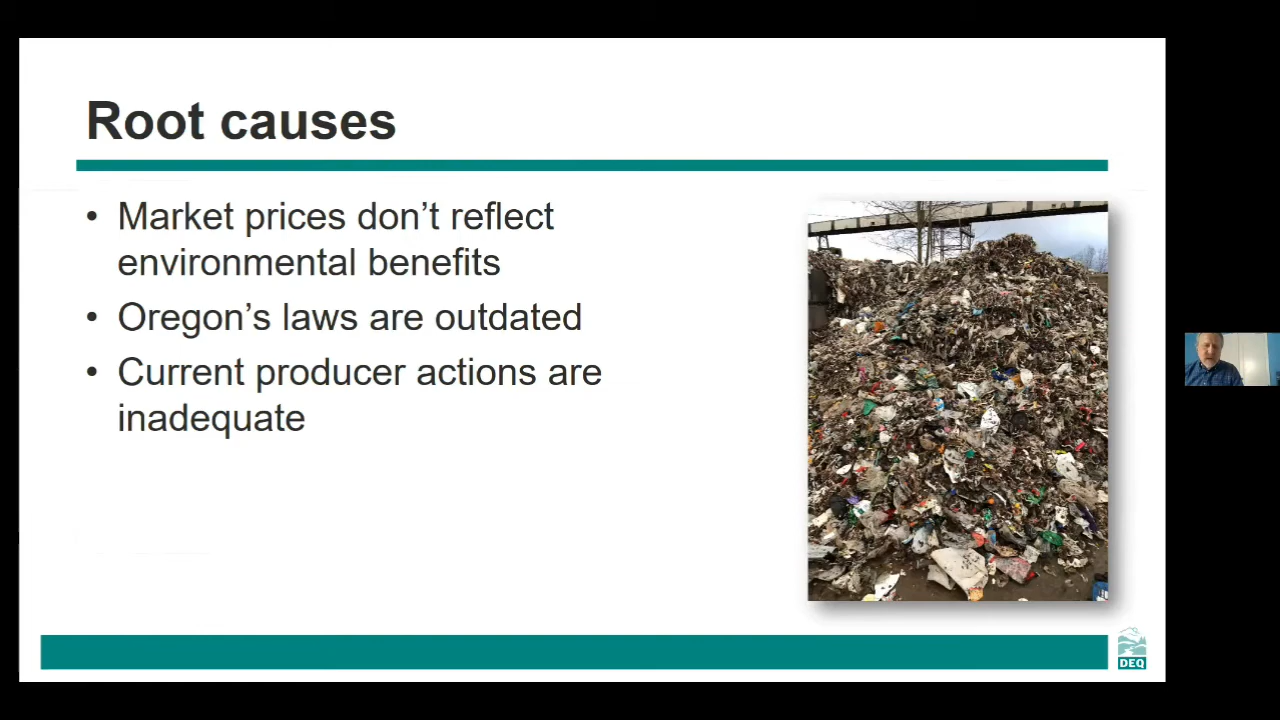 Root causes
• Market prices don’t reflect
environmental benefits
• Oregon’s laws are outdated
• Current producer actions are
inadequate
DEQ